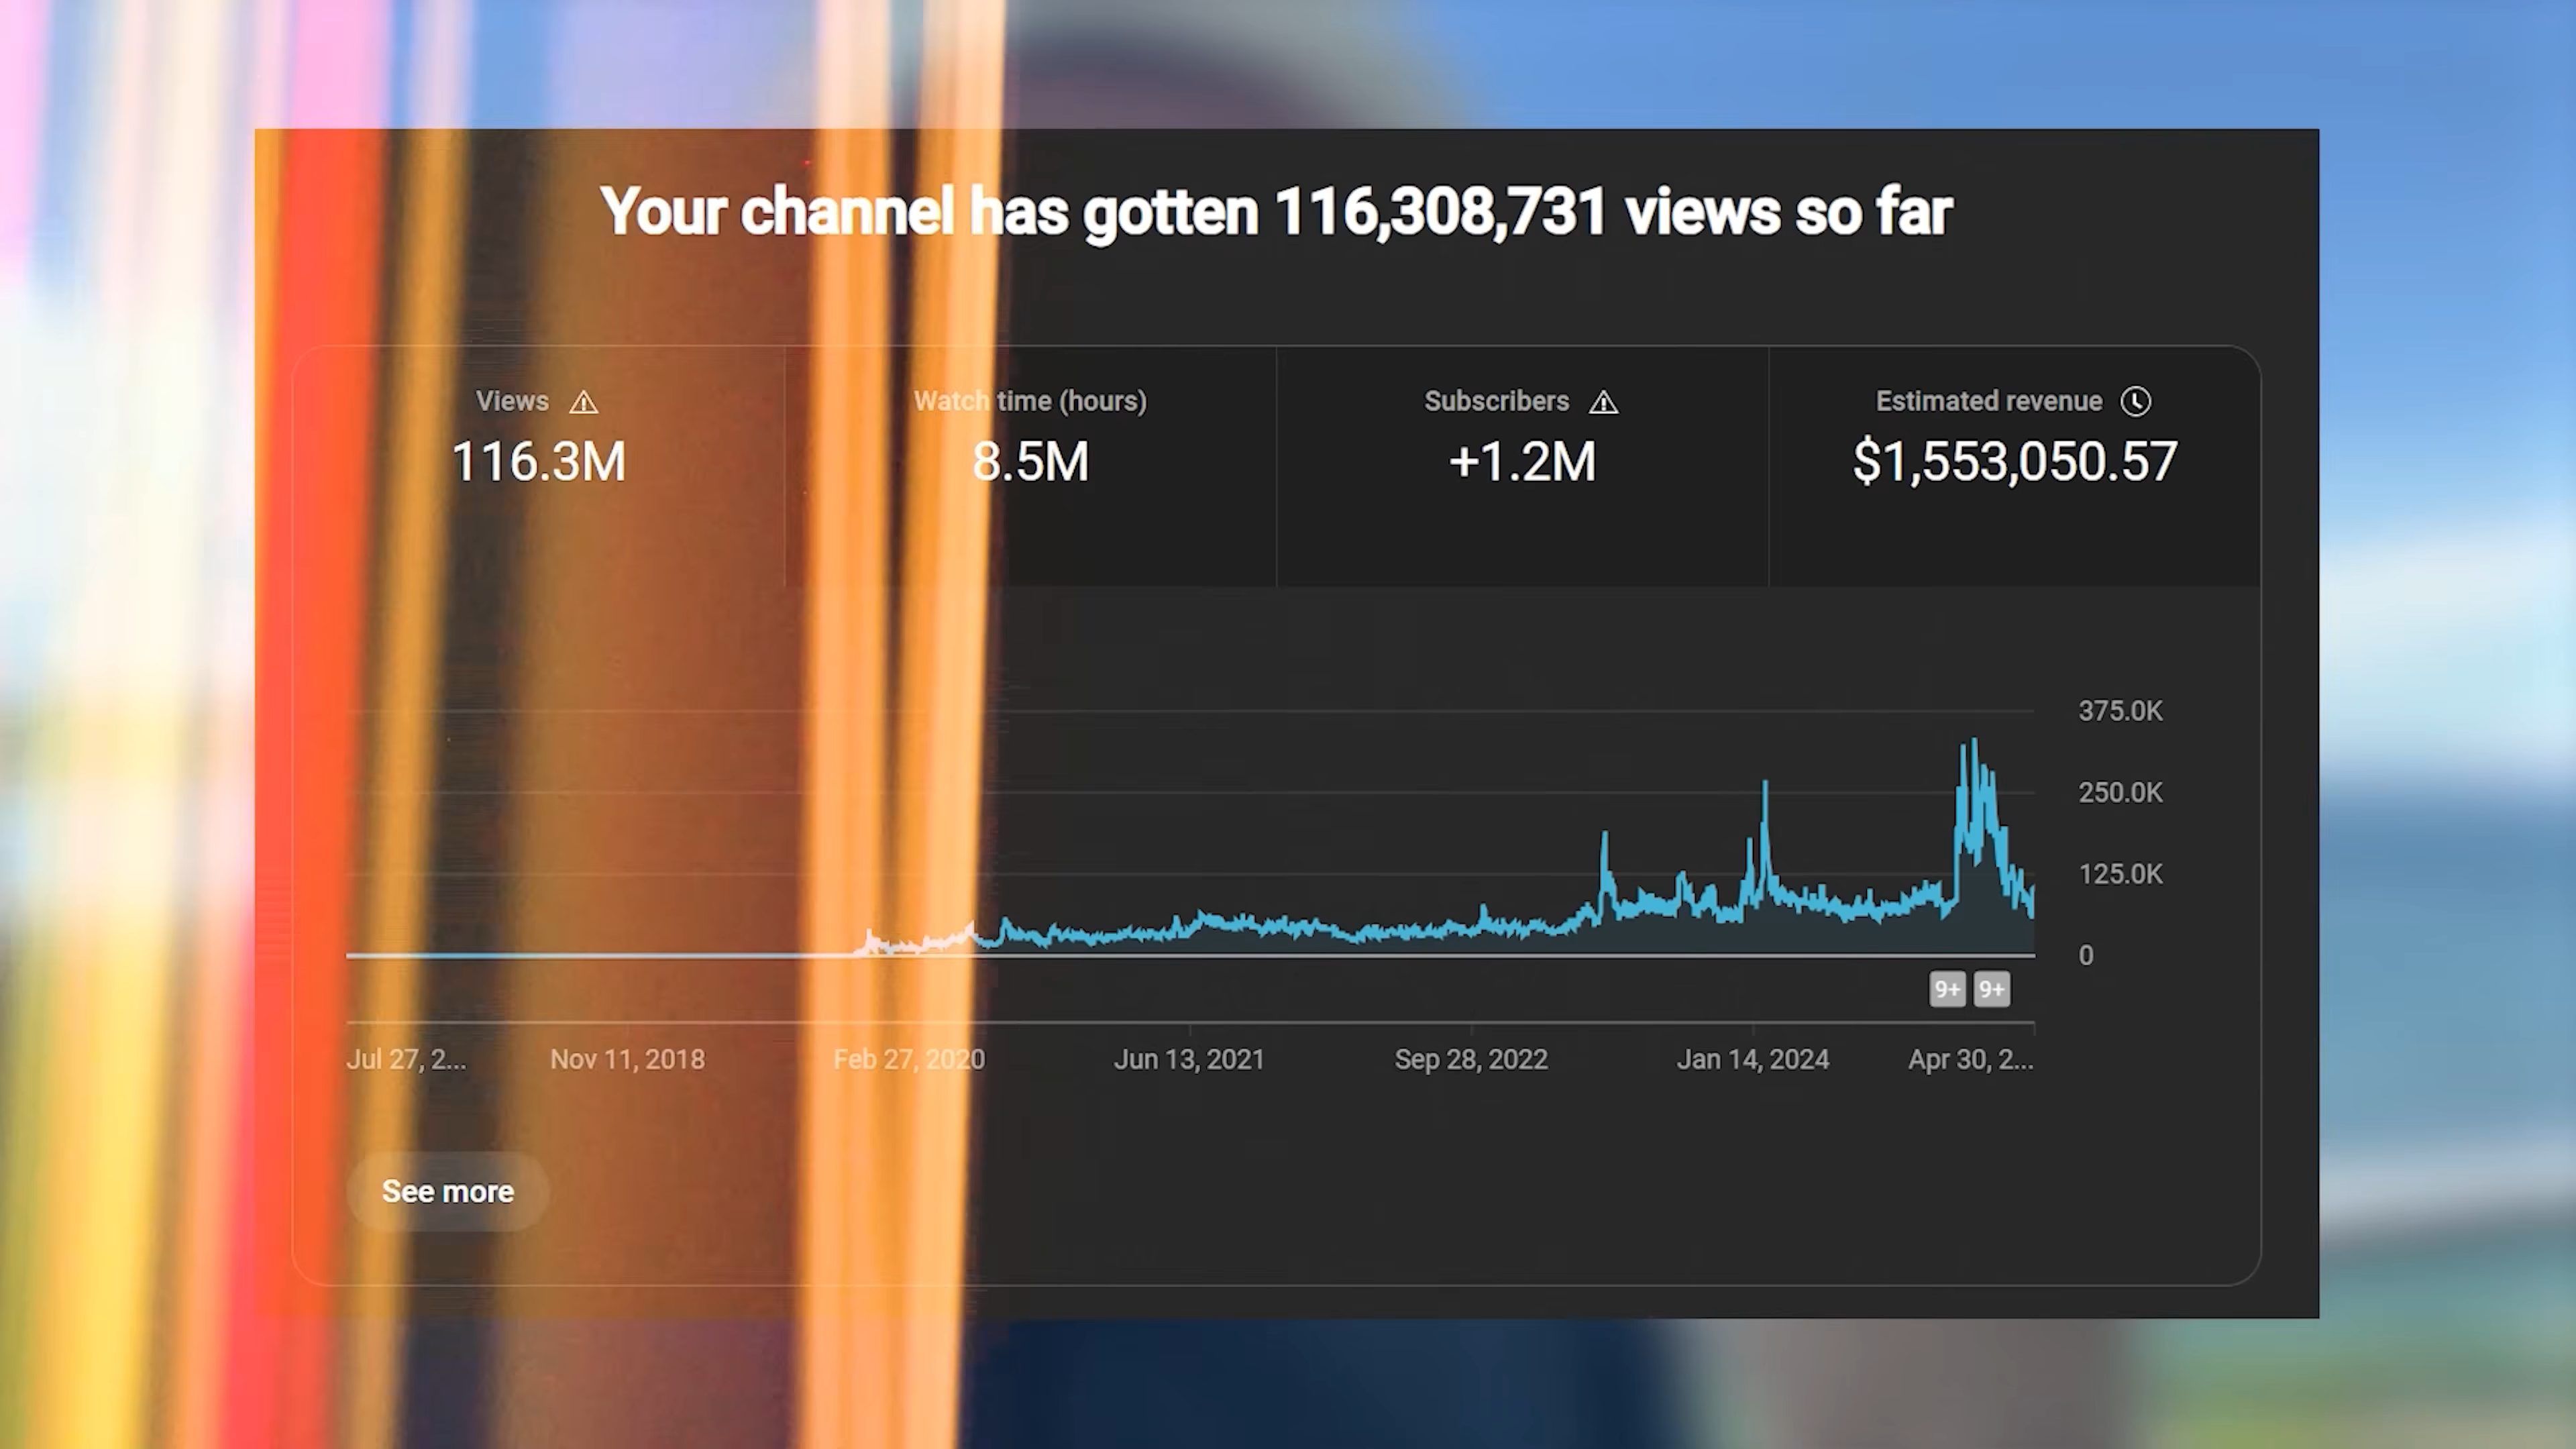 Your channel has gotten 116,308,731 views so far
Views
116.3M
Watch time (hours)
8.5M
Subscribers
+1.2M
Estimated revenue
$1,553,050.57
375.0K
250.0K
125.0K
0
9+ 9+
Jul 27, 2... Nov 11, 2018 Feb 27, 2020 Jun 13, 2021 Sep 28, 2022 Jan 14, 2024 Apr 30, 2...
See more